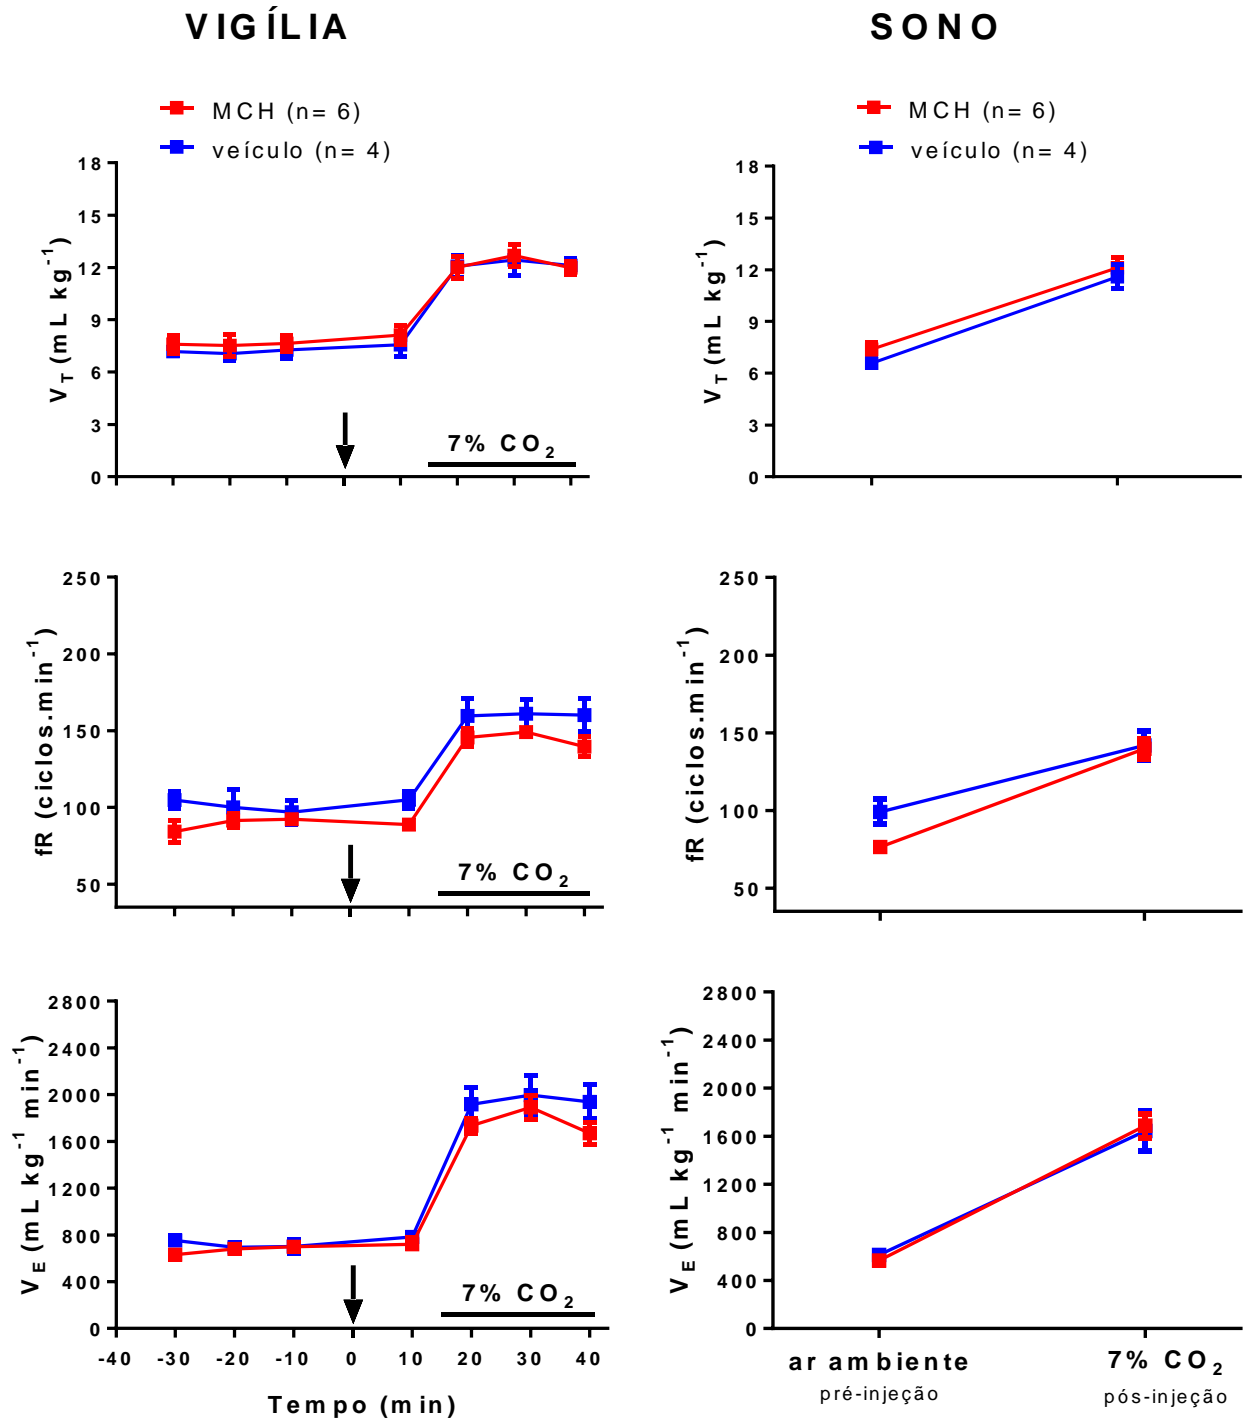 VIGÍLIA
MCH (n= 6)
veículo (n= 4)
V_T (mL kg⁻¹)
18
15
12
9
6
3
0
-40
7% CO₂
fR (ciclos.min⁻¹)
250
200
150
100
50
7% CO₂
V_E (mL kg⁻¹ min⁻¹)
2800
2400
2000
1600
1200
800
400
0
7% CO₂
-40 -30 -20 -10 0 10 20 30 40
Tempo (min)
SONO
MCH (n= 6)
veículo (n= 4)
V_T (mL kg⁻¹)
18
15
12
9
6
3
0
fR (ciclos.min⁻¹)
250
200
150
100
50
V_E (mL kg⁻¹ min⁻¹)
2800
2400
2000
1600
1200
800
400
0
ar ambiente
pré-injeção
7% CO₂
pós-injeção